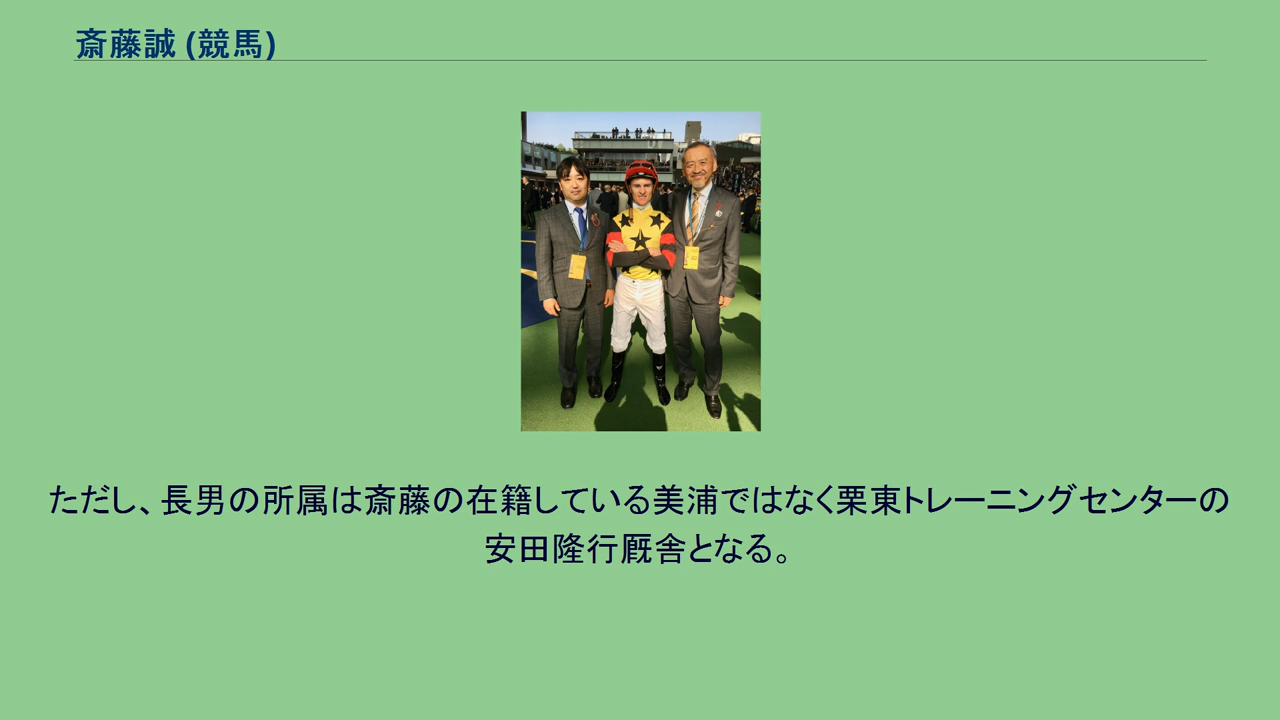 斎藤誠 (競馬)
ただし、長男の所属は斎藤の在籍している美浦ではなく栗東トレーニングセンターの
安田隆行厩舎となる。